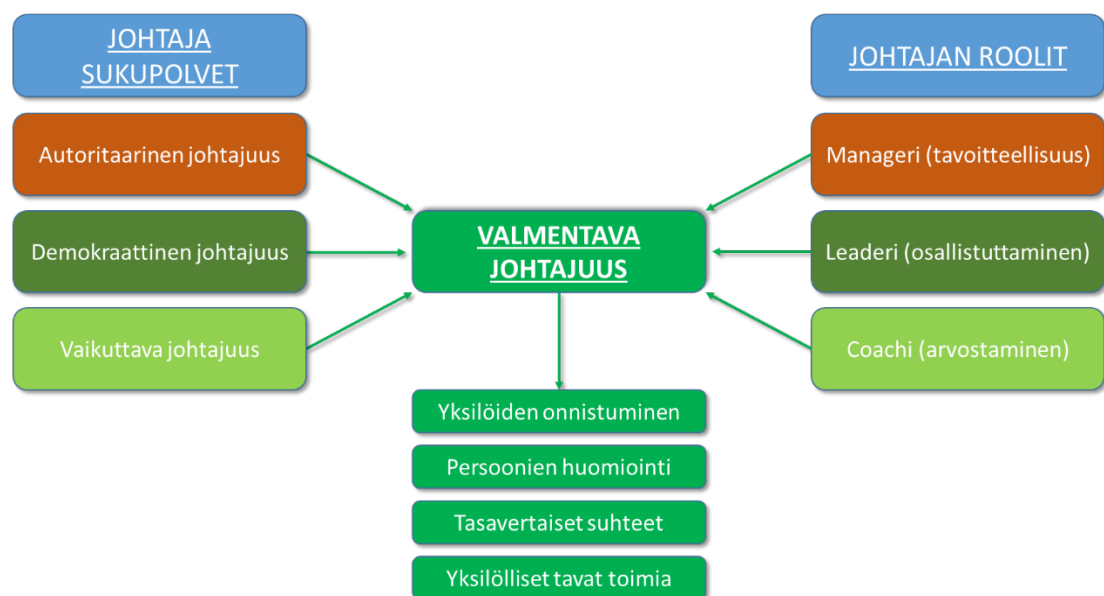 JOHTAJA
SUKUPOLVET
Autoritaarinen johtajuus
Demokraattinen johtajuus
Vaikuttava johtajuus
VALMENTAVA
JOHTAJUUS
Yksilöiden onnistuminen
Persoonien huomiointi
Tasavertaiset suhteet
Yksilölliset tavat toimia
JOHTAJAN ROOLIT
Manageri (tavoitteellisuus)
Leaderi (osallistuttaminen)
Coachi (arvostaminen)